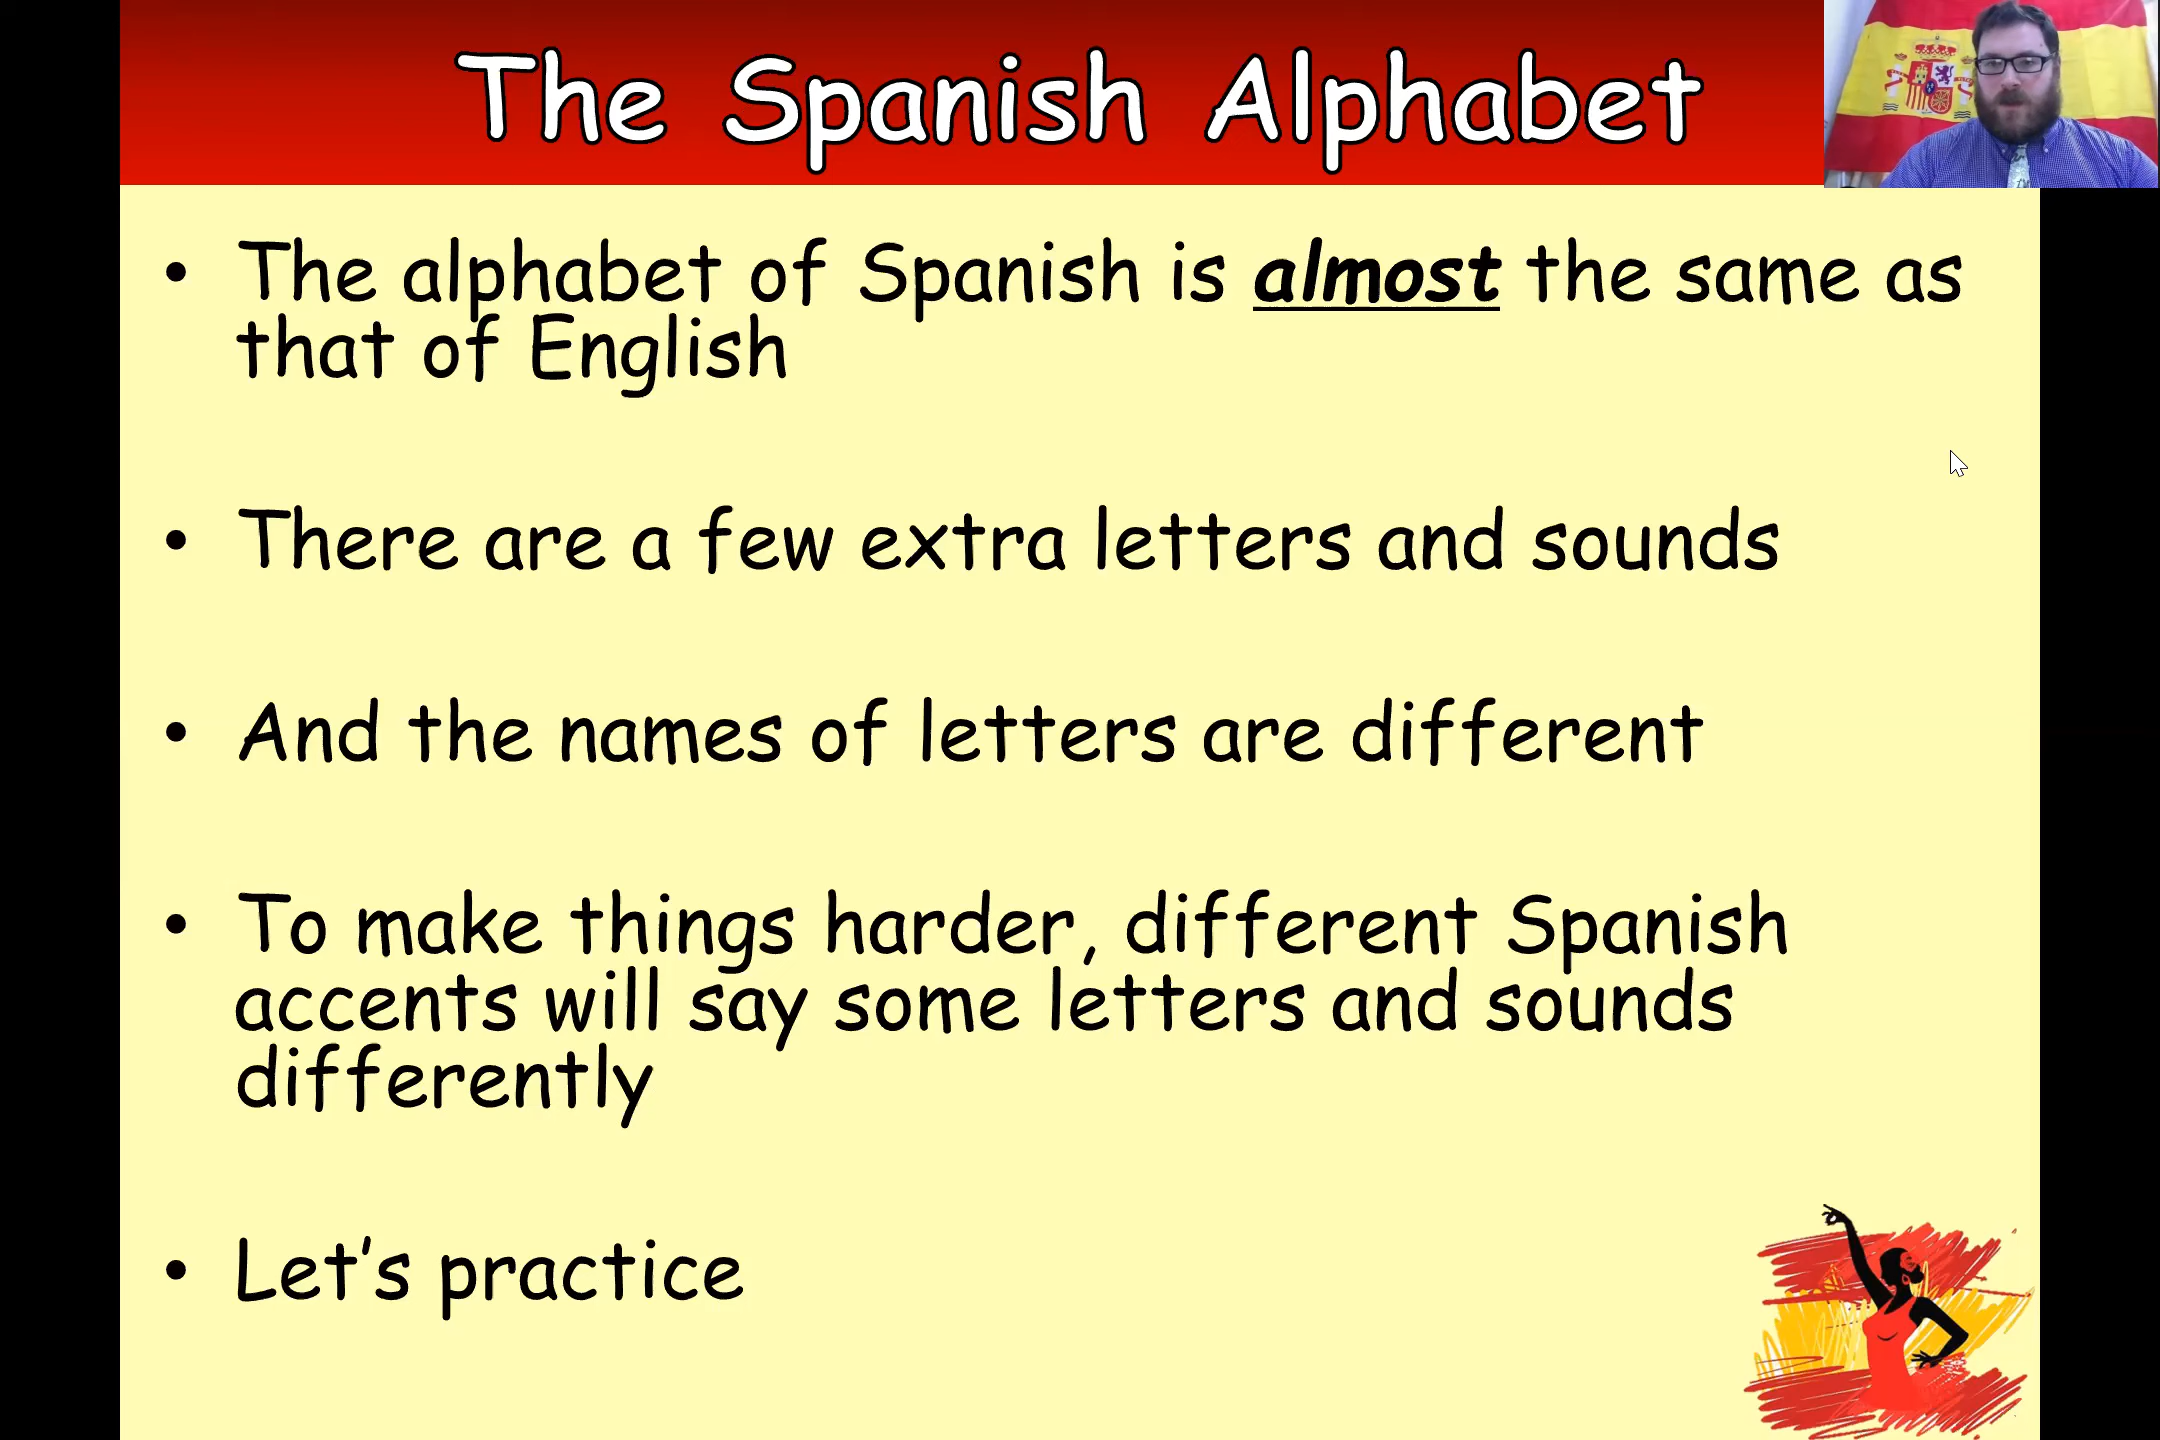 The Spanish Alphabet
• The alphabet of Spanish is almost the same as
that of English
• There are a few extra letters and sounds
• And the names of letters are different
• To make things harder, different Spanish
accents will say some letters and sounds
differently
• Let's practice